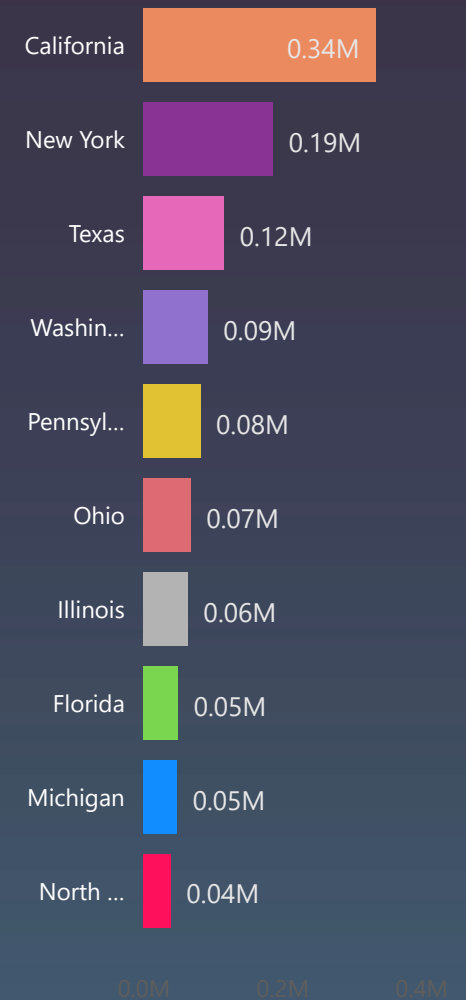 California 0.34M
New York 0.19M
Texas 0.12M
Washin... 0.09M
Pennsyl... 0.08M
Ohio 0.07M
Illinois 0.06M
Florida 0.05M
Michigan 0.05M
North ... 0.04M
0.0M 0.2M 0.4M